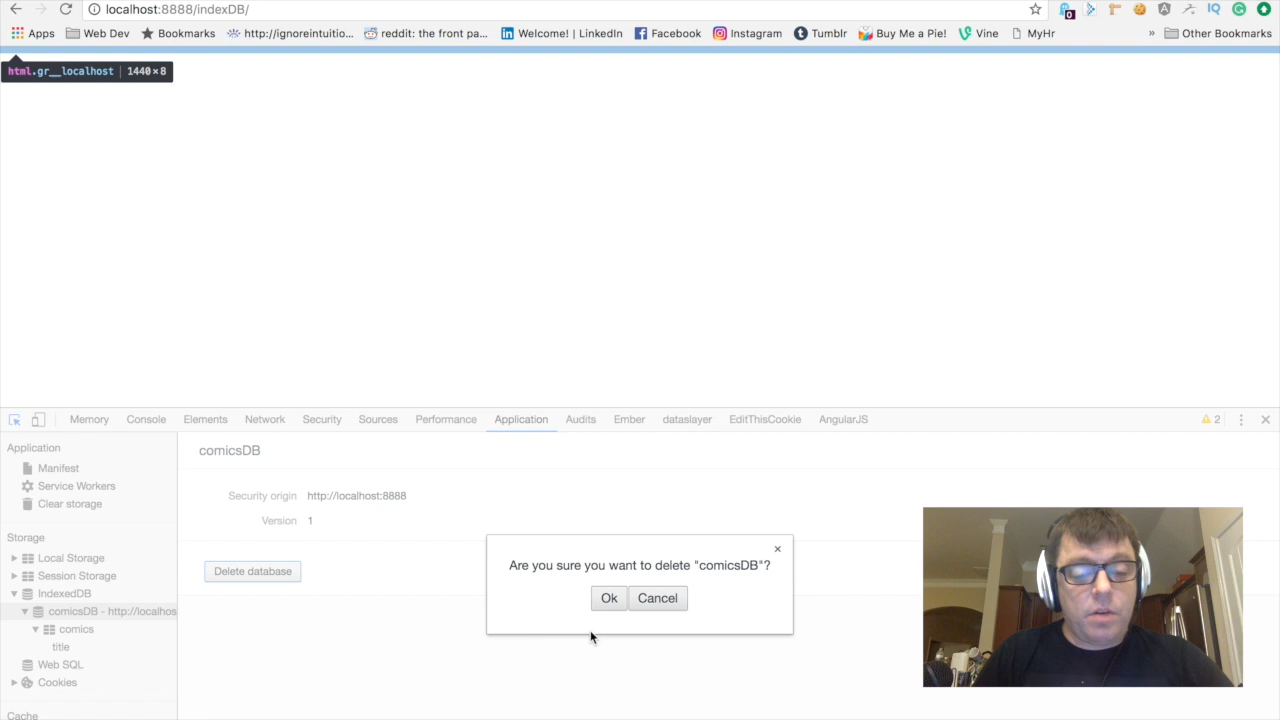 localhost:8888/indexDB/
0
IQ
Apps Web Dev Bookmarks http://ignoreintuitio... reddit: the front pa... Welcome! | LinkedIn Facebook Instagram Tumblr Buy Me a Pie! Vine MyHr » Other Bookmarks
html.gr__localhost | 1440×8
Memory Console Elements Network Security Sources Performance Application Audits Ember dataslayer EditThisCookie AngularJS 2
Application
Manifest
Service Workers
Clear storage
Storage
Local Storage
Session Storage
IndexedDB
comicsDB - http://localhos
comics
title
Web SQL
Cookies
Cache
comicsDB
Security origin http://localhost:8888
Version 1
Delete database
×
Are you sure you want to delete "comicsDB"?
Ok Cancel